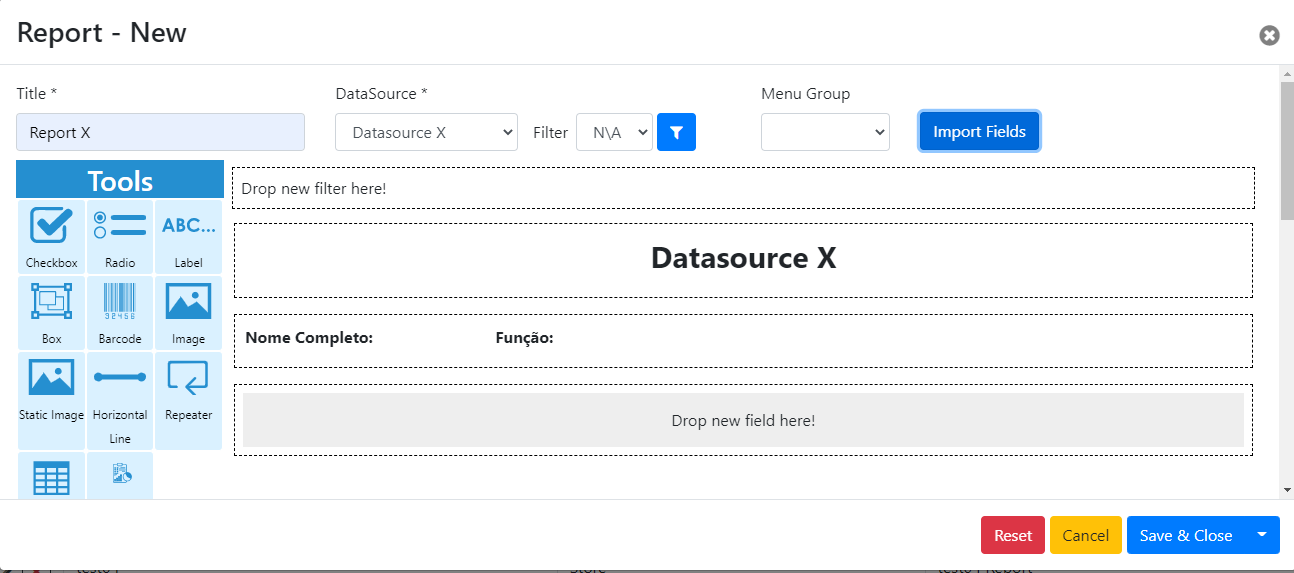 Report - New
Title *
DataSource *
Menu Group
Report X
Datasource X
Filter
N\A
Import Fields
Tools
Drop new filter here!
Checkbox
Radio
ABC...
Label
Datasource X
Box
32456
Barcode
Image
Nome Completo:
Função:
Static Image
Horizontal
Line
Repeater
Drop new field here!
Reset
Cancel
Save & Close